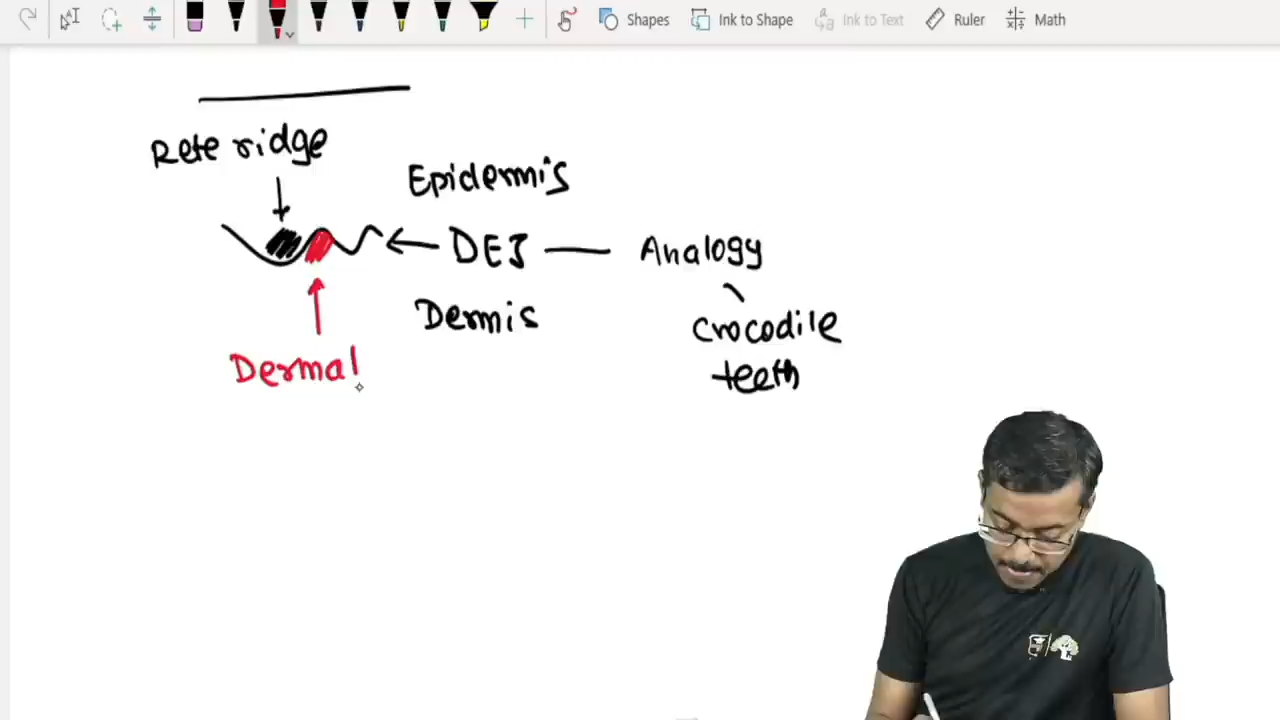 Shapes
Ink to Shape
Ink to Text
Ruler
Math
Rete ridge
Epidermis
DEJ
Analogy
Dermis
Crocodile
teeth
Dermal